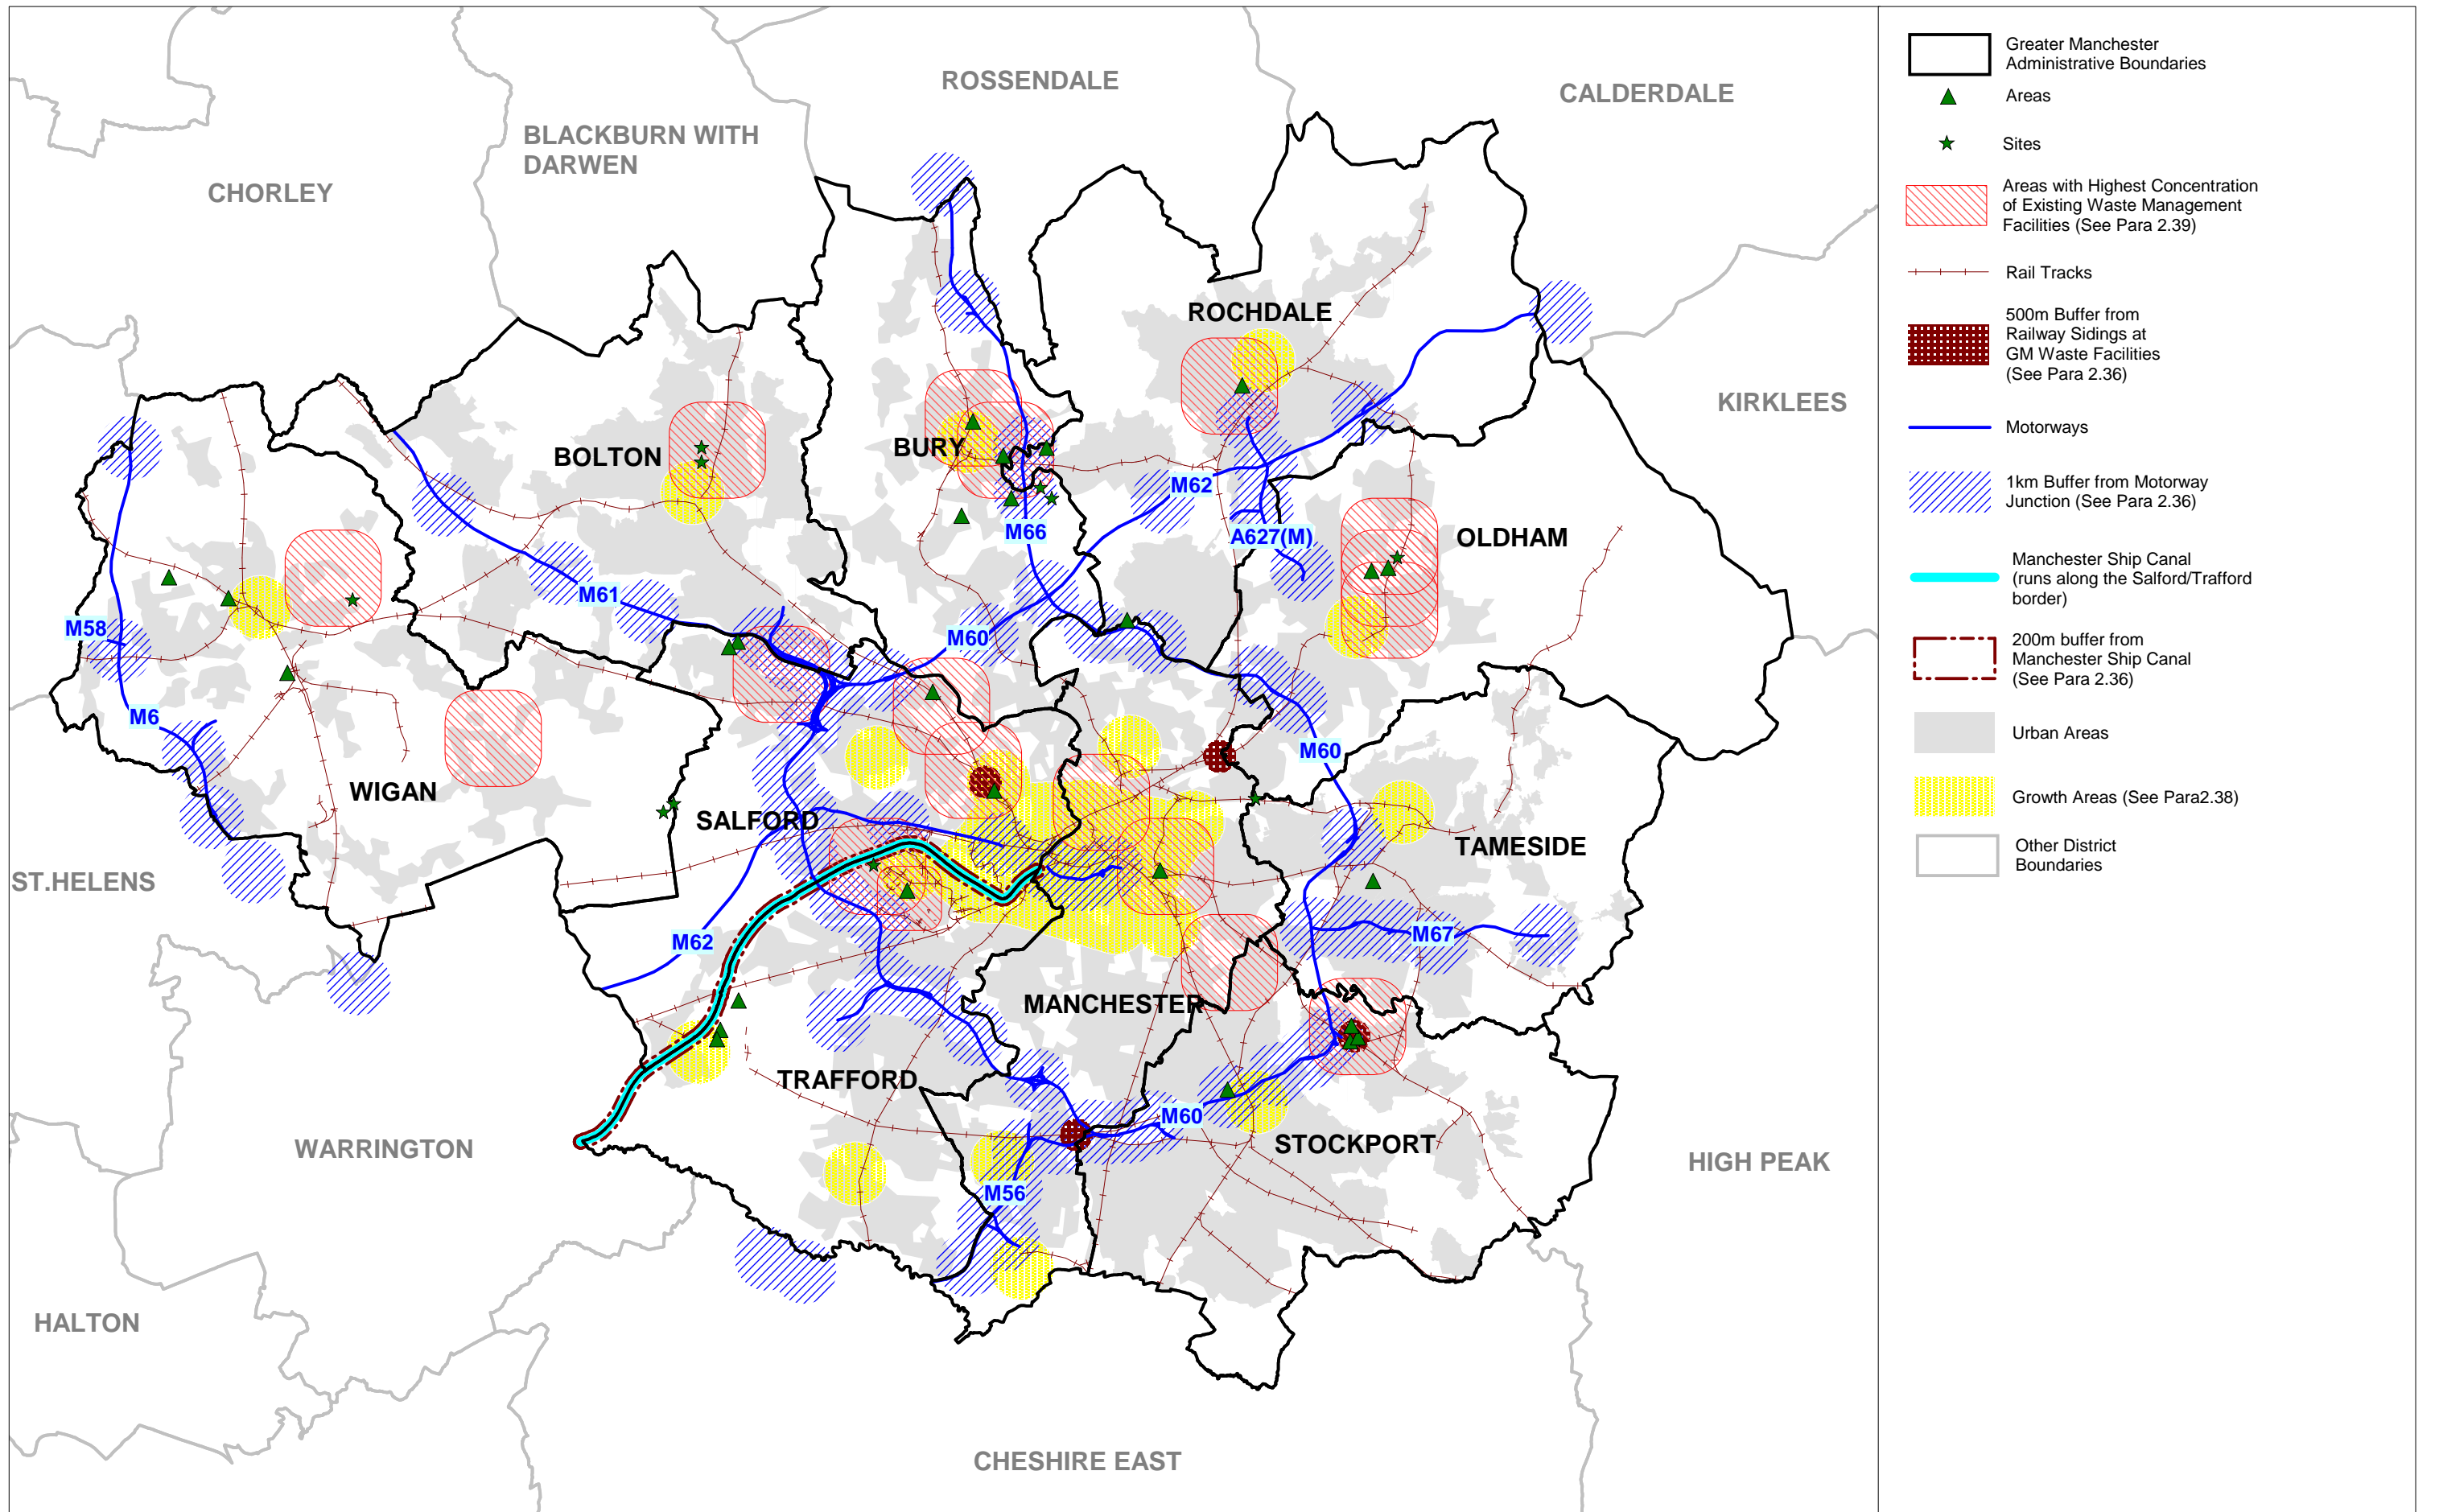 ROSSENDALE
CALDERDALE
BLACKBURN WITH
DARWEN
CHORLEY
ROCHDALE
KIRKLEES
BURY
BOLTON
M62
M66
A627(M)
OLDHAM
M61
M58
M60
M6
M60
WIGAN
SALFORD
TAMESIDE
ST.HELENS
M62
M67
MANCHESTER
TRAFFORD
M60
STOCKPORT
WARRINGTON
HIGH PEAK
M56
HALTON
CHESHIRE EAST
Greater Manchester
Administrative Boundaries
Areas
Sites
Areas with Highest Concentration
of Existing Waste Management
Facilities (See Para 2.39)
Rail Tracks
500m Buffer from
Railway Sidings at
GM Waste Facilities
(See Para 2.36)
Motorways
1km Buffer from Motorway
Junction (See Para 2.36)
Manchester Ship Canal
(runs along the Salford/Trafford
border)
200m buffer from
Manchester Ship Canal
(See Para 2.36)
Urban Areas
Growth Areas (See Para2.38)
Other District
Boundaries